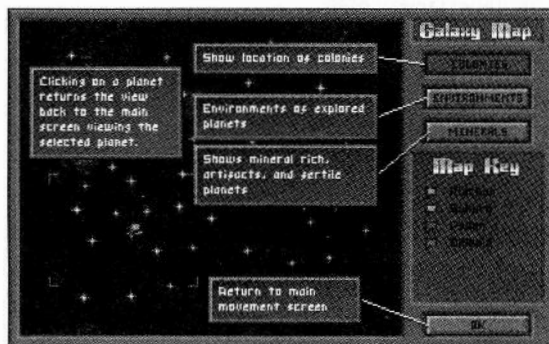 Galaxy Map
Show location of colonies
COLONIES
Clicking on a planet
returns the view
back to the main
screen viewing the
selected planet.
Environments of explored
planets
ENVIRONMENTS
MINERALS
Shows mineral rich,
artifacts, and fertile
planets
Map Key
Return to main
movement screen
OK